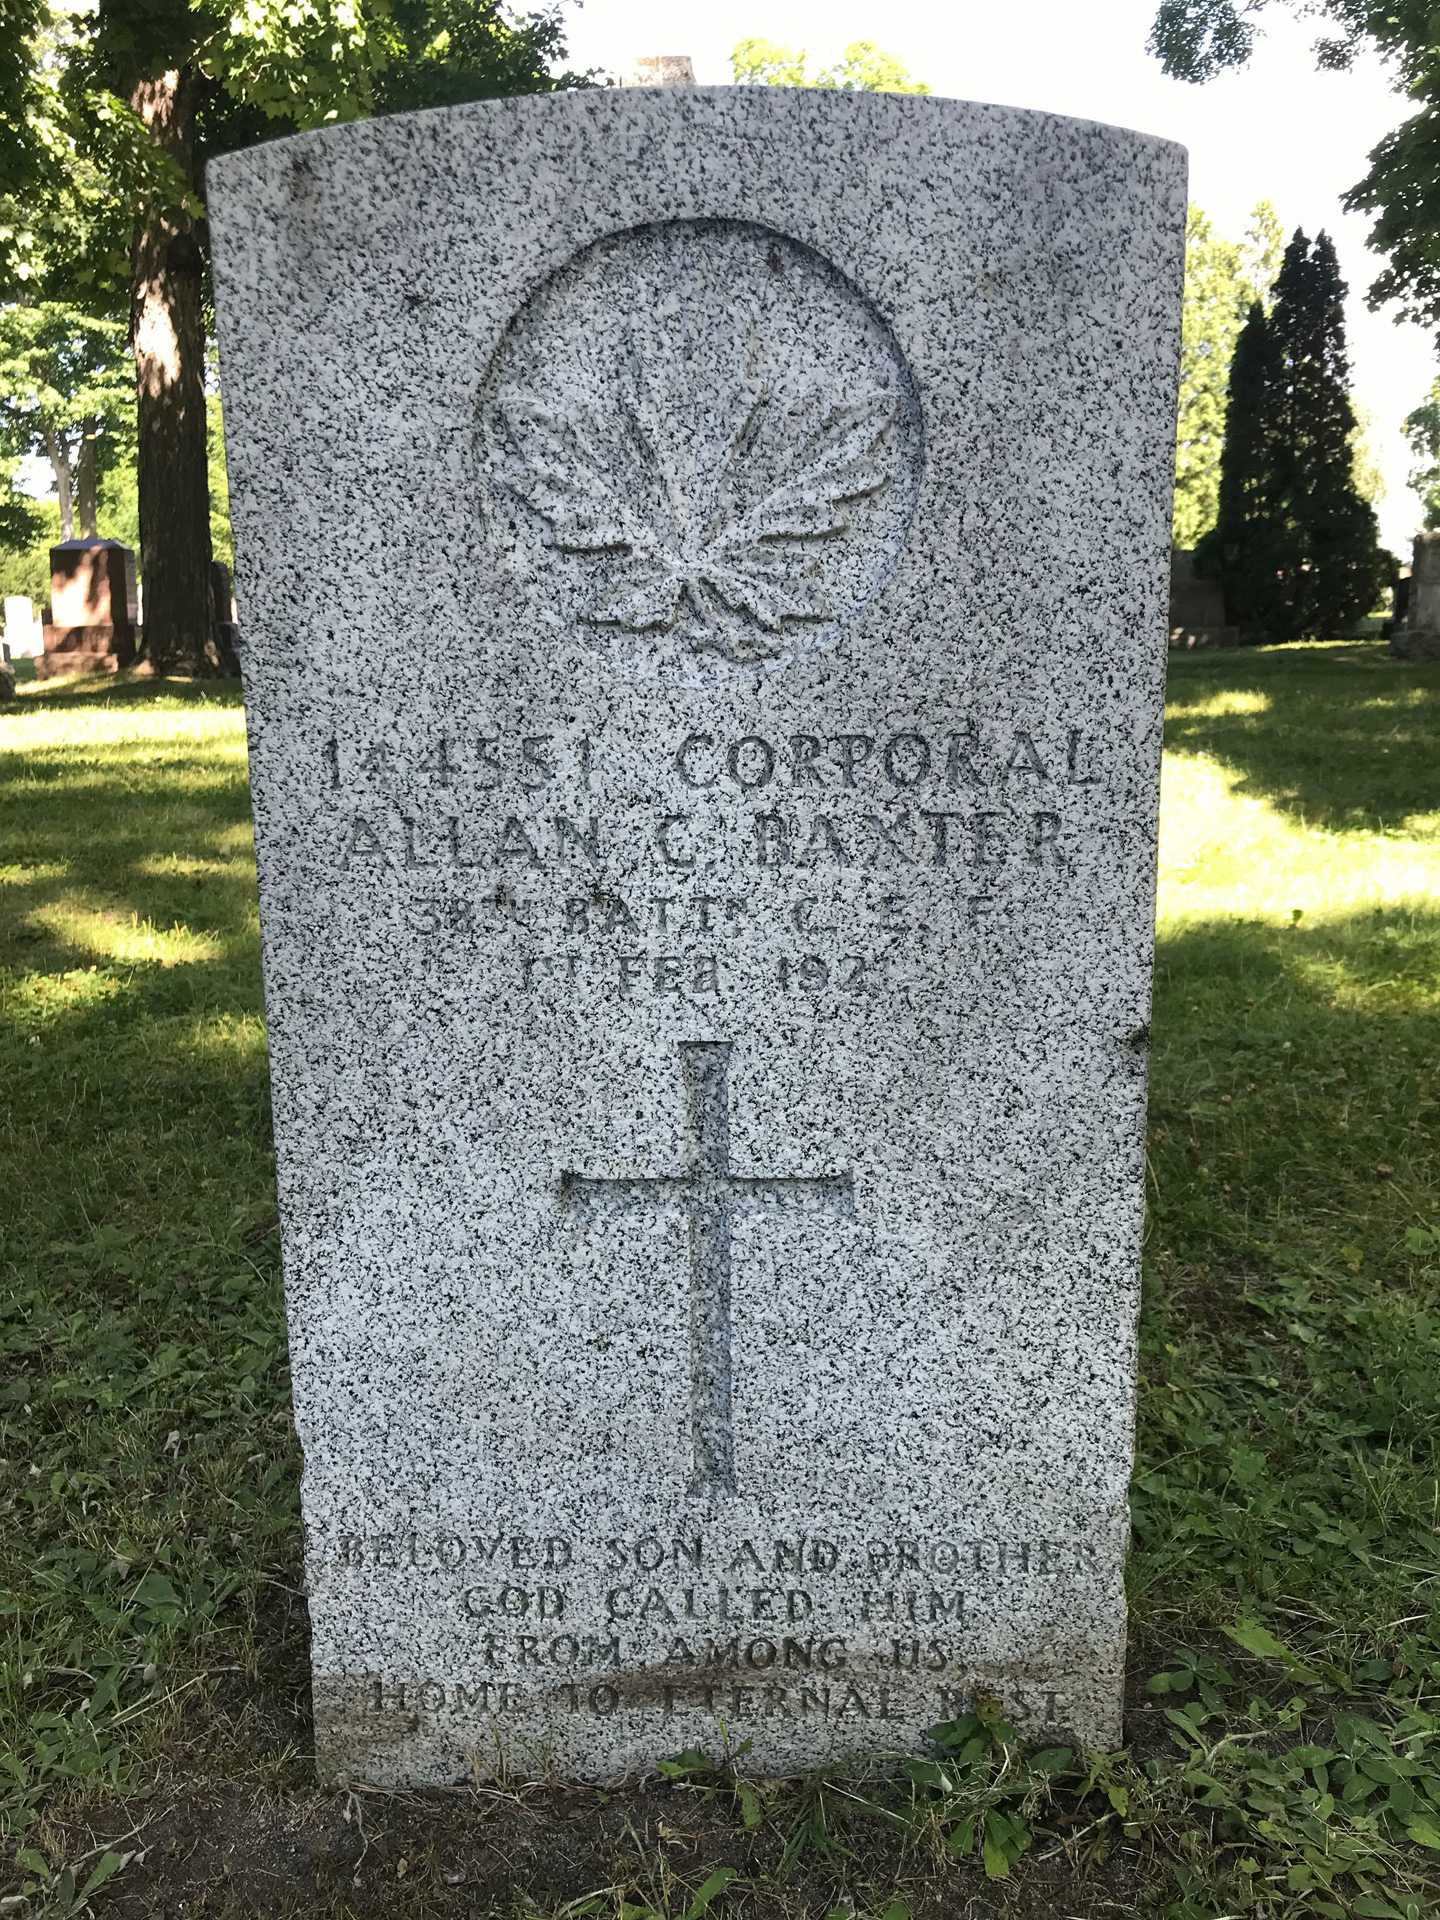 144551 CORPORAL
ALLAN C. BAXTER
38TH BATTN. C. E. F.
1ST FEB. 1921
BELOVED SON AND BROTHER
GOD CALLED HIM
FROM AMONG US,
HOME TO ETERNAL REST